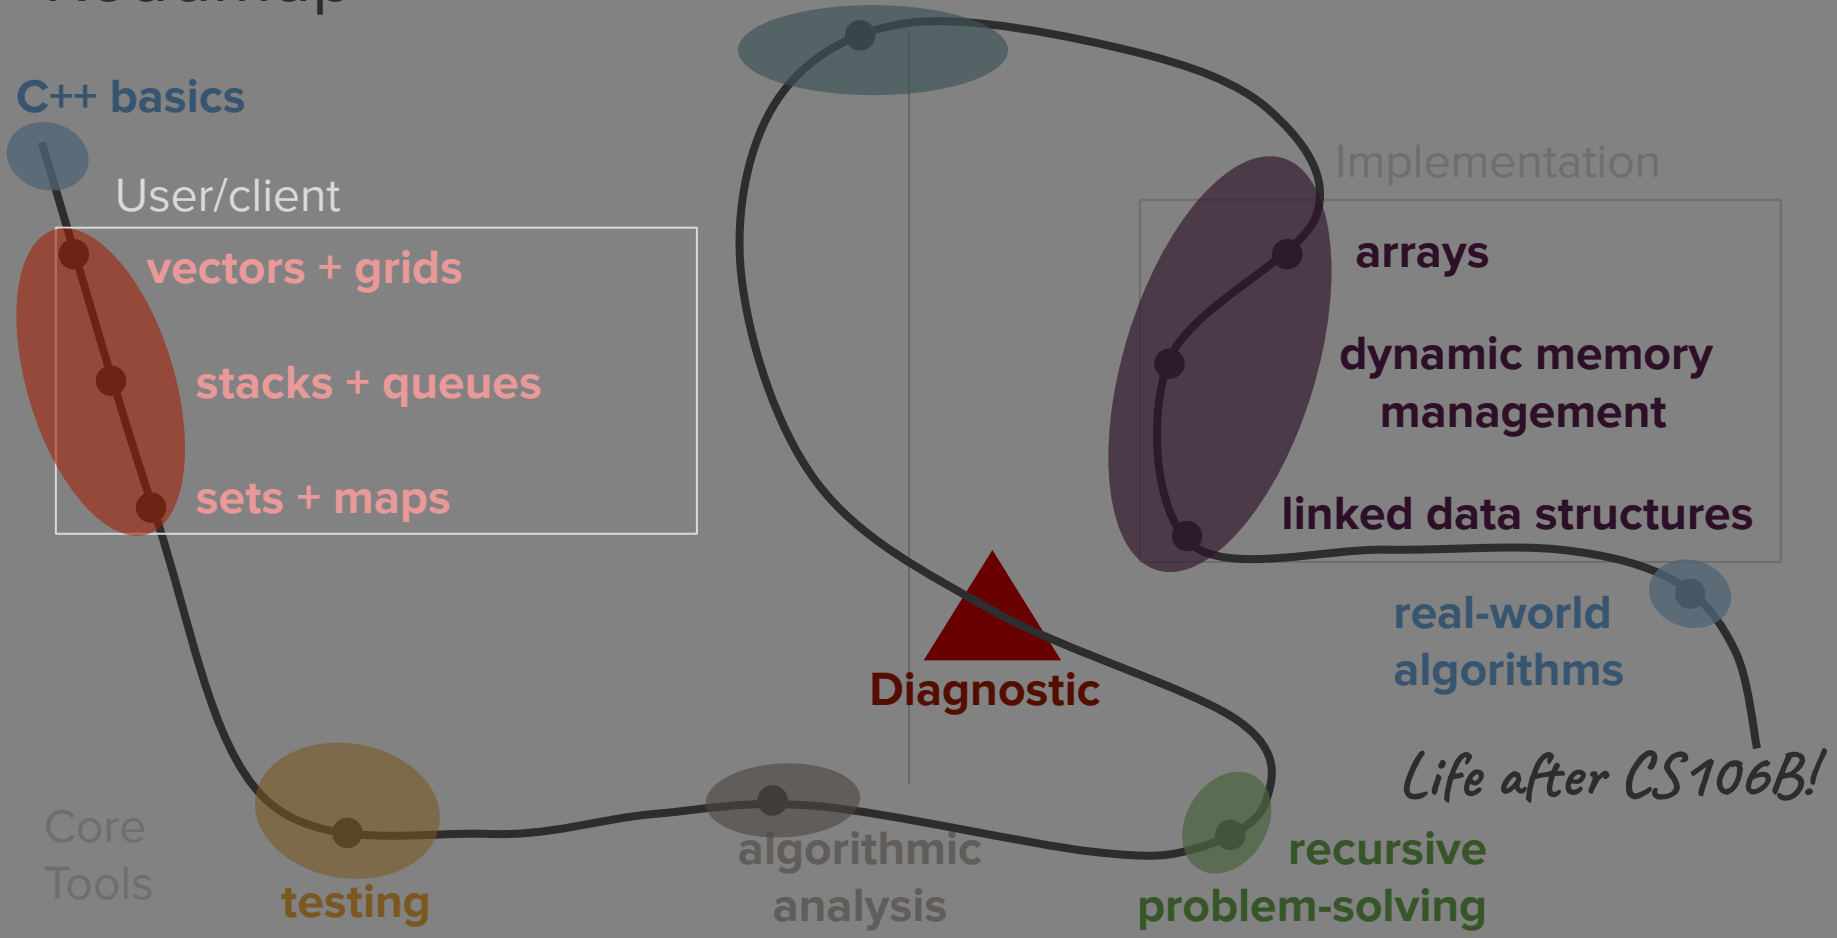 C++ basics
User/client
vectors + grids
stacks + queues
sets + maps
Core
Tools
testing
algorithmic
analysis
recursive
problem-solving
Diagnostic
Implementation
arrays
dynamic memory
management
linked data structures
real-world
algorithms
Life after CS106B!